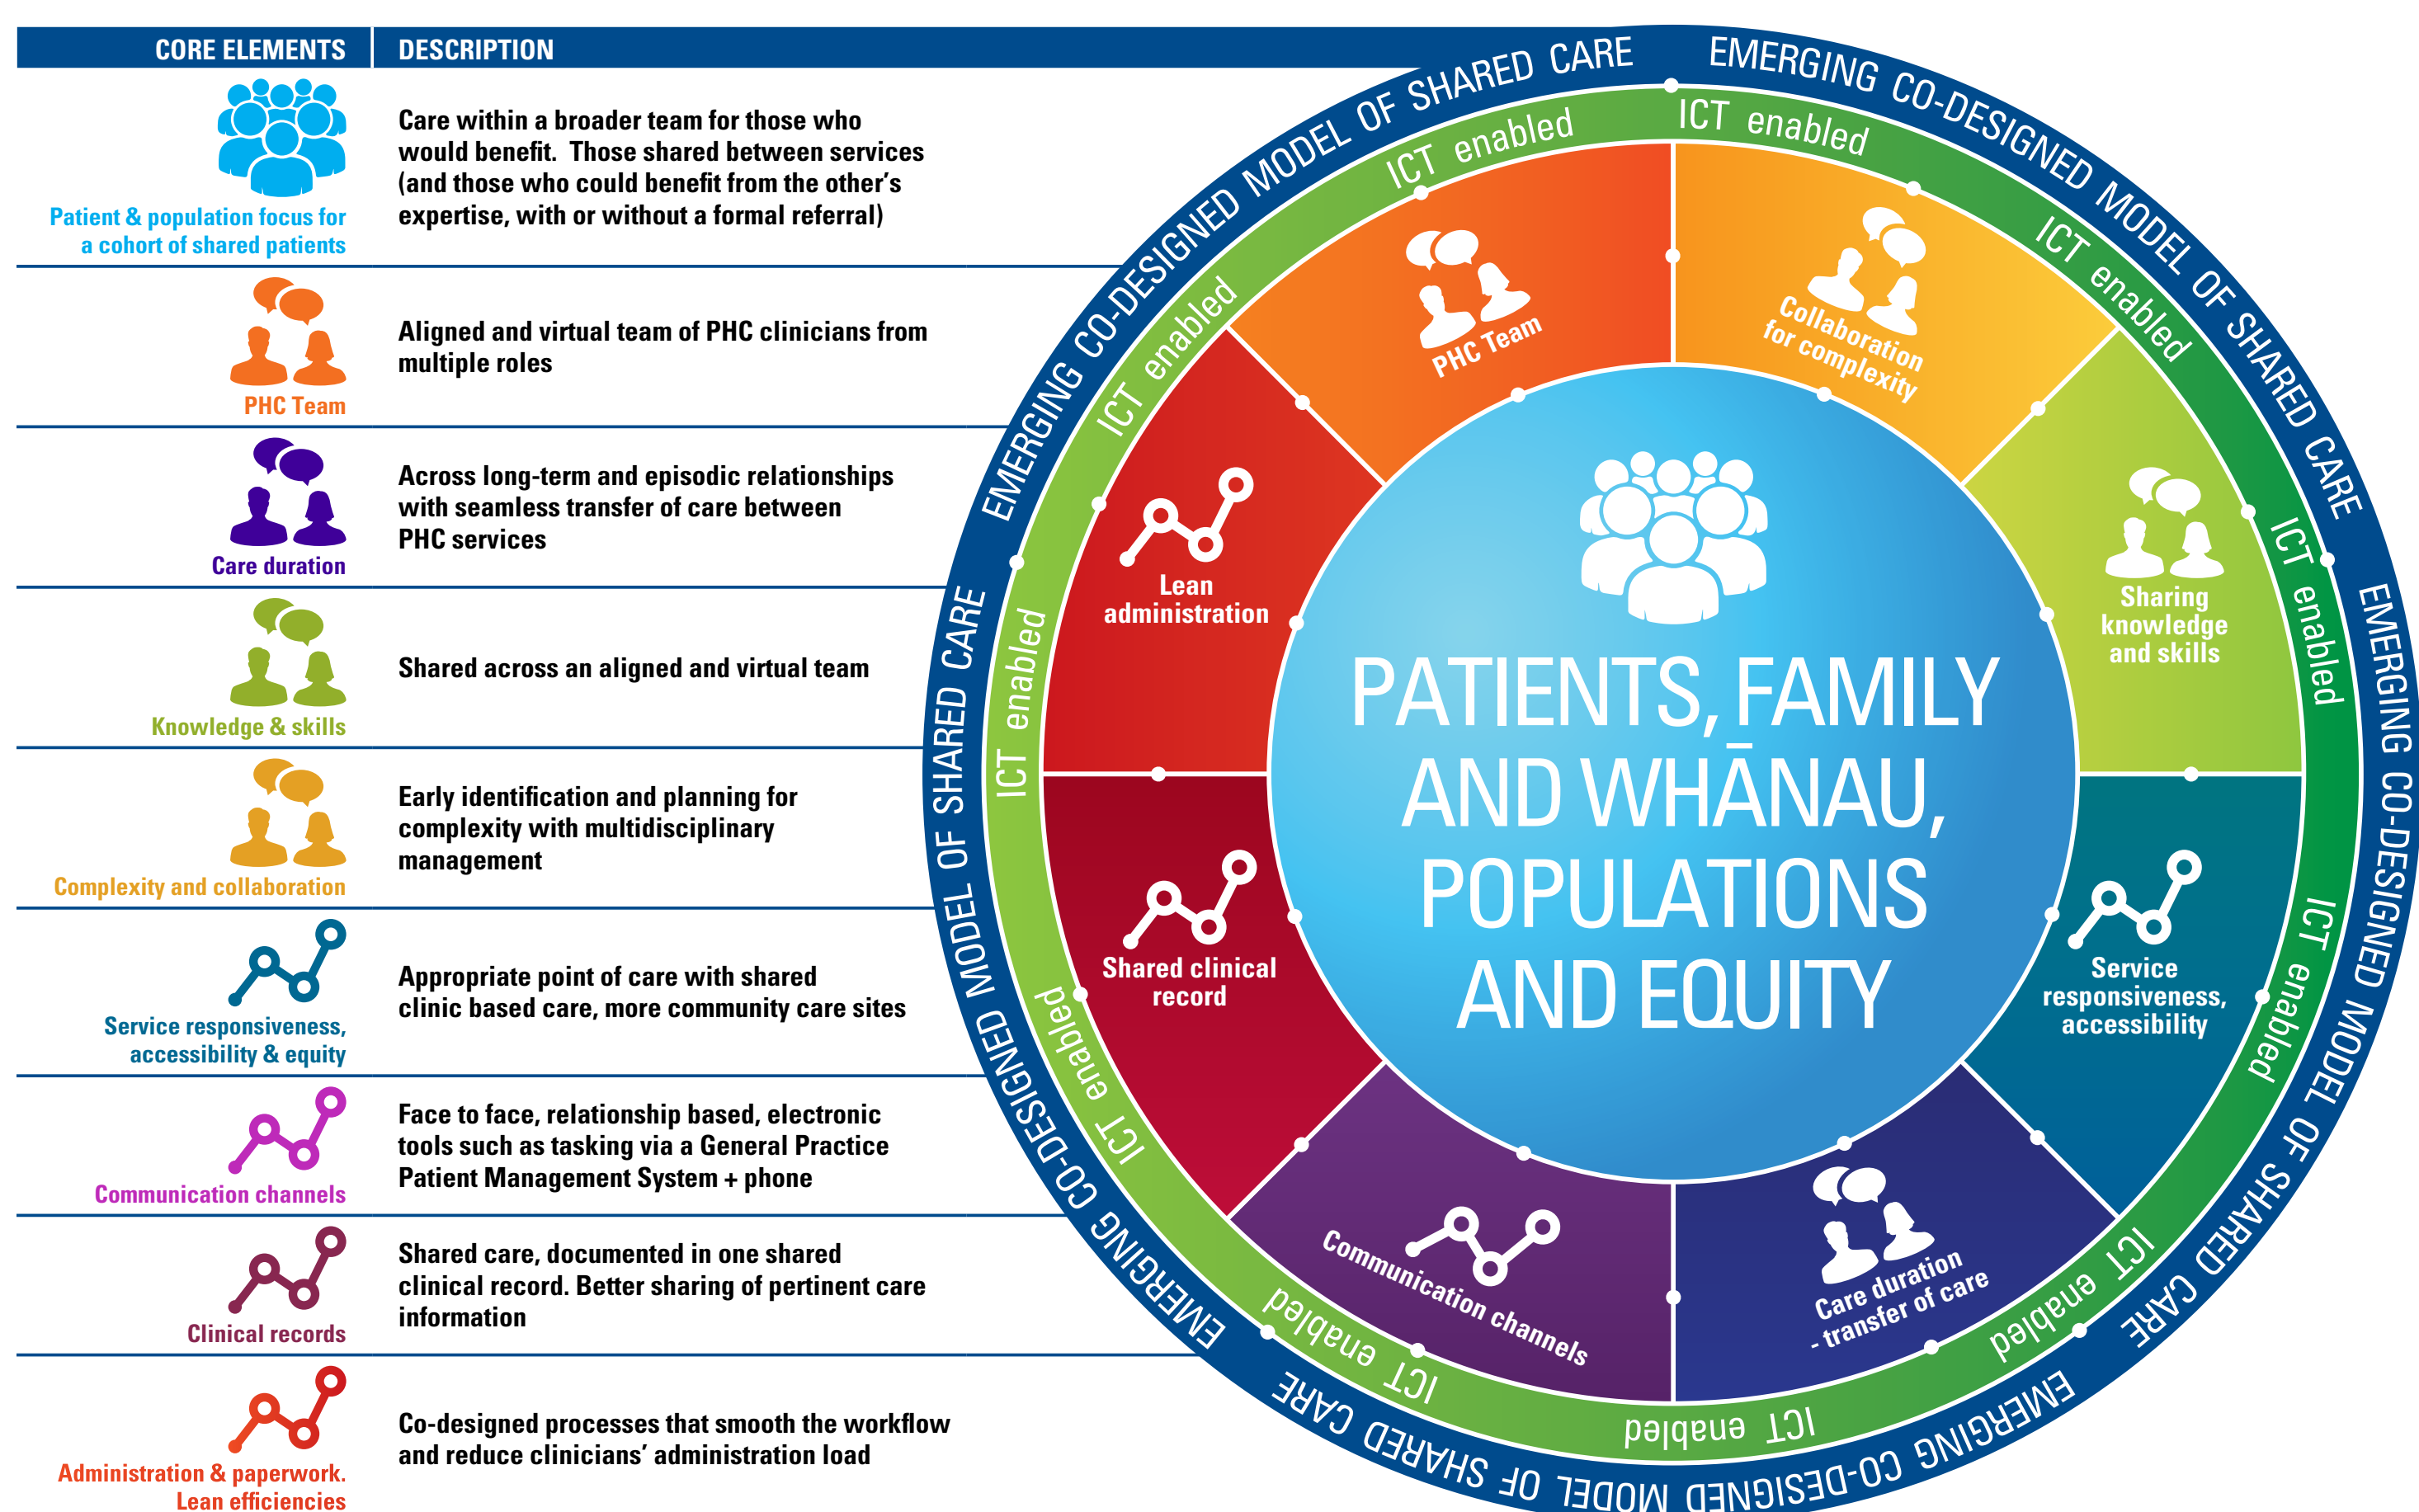 CORE ELEMENTS
DESCRIPTION
Patient & population focus for
a cohort of shared patients
Care within a broader team for those who
would benefit.  Those shared between services
(and those who could benefit from the other's
expertise, with or without a formal referral)
PHC Team
Aligned and virtual team of PHC clinicians from
multiple roles
Care duration
Across long-term and episodic relationships
with seamless transfer of care between
PHC services
Knowledge & skills
Shared across an aligned and virtual team
Complexity and collaboration
Early identification and planning for
complexity with multidisciplinary
management
Service responsiveness,
accessibility & equity
Appropriate point of care with shared
clinic based care, more community care sites
Communication channels
Face to face, relationship based, electronic
tools such as tasking via a General Practice
Patient Management System + phone
Clinical records
Shared care, documented in one shared
clinical record. Better sharing of pertinent care
information
Administration & paperwork.
Lean efficiencies
Co-designed processes that smooth the workflow
and reduce clinicians' administration load
EMERGING CO-DESIGNED MODEL OF SHARED CARE
EMERGING CO-DESIGNED MODEL OF SHARED CARE
EMERGING CO-DESIGNED MODEL OF SHARED CARE
EMERGING CO-DESIGNED MODEL OF SHARED CARE
EMERGING CO-DESIGNED MODEL OF SHARED CARE
ICT enabled
ICT enabled
ICT enabled
ICT enabled
ICT enabled
ICT enabled
ICT enabled
ICT enabled
ICT enabled
ICT enabled
ICT enabled
PHC Team
Collaboration
for complexity
Sharing
knowledge
and skills
Service
responsiveness,
accessibility
Care duration
- transfer of care
Communication channels
Shared clinical
record
Lean
administration
PATIENTS, FAMILY
AND WHĀNAU,
POPULATIONS
AND EQUITY